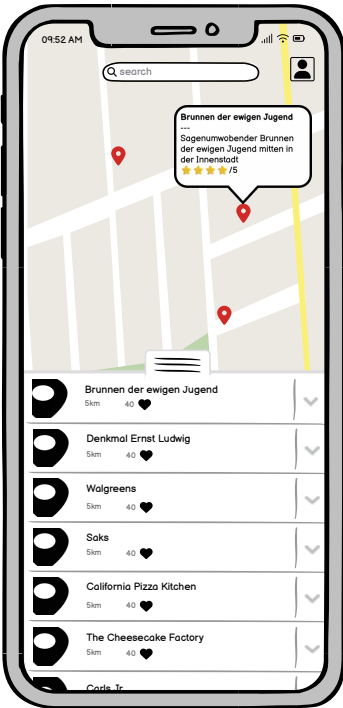 09:52 AM
search
Brunnen der ewigen Jugend
---
Sagenumwobender Brunnen
der ewigen Jugend mitten in
der Innenstadt
/5
Brunnen der ewigen Jugend
5km 40
Denkmal Ernst Ludwig
5km 40
Walgreens
5km 40
Saks
5km 40
California Pizza Kitchen
5km 40
The Cheesecake Factory
5km 40
Carls Jr